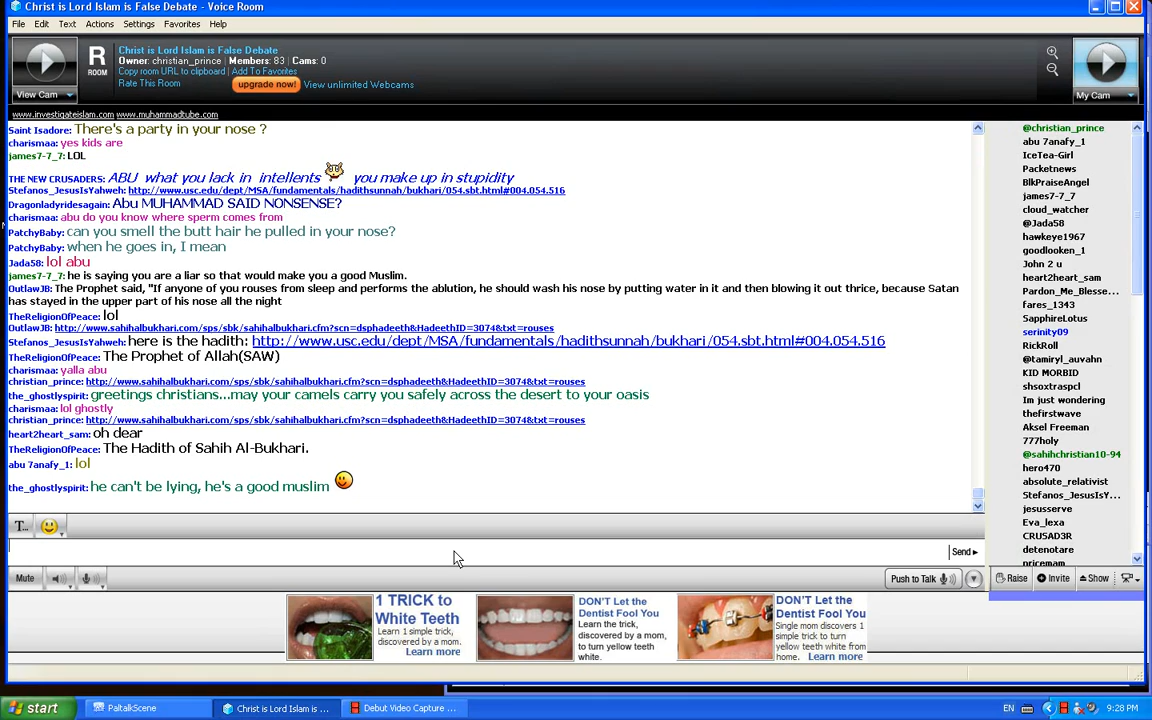 Christ is Lord Islam is False Debate - Voice Room
File Edit Text Actions Settings Favorites Help
Christ is Lord Islam is False Debate
Owner: christian_prince | Members: 83 | Cams: 0
Copy room URL to clipboard | Add To Favorites
Rate This Room upgrade now! View unlimited Webcams
R
ROOM
View Cam
My Cam
www.investigateislam.com www.muhammadtube.com
Saint Isadore: There's a party in your nose ?
charismaa: yes kids are
james7-7_7: LOL
THE NEW CRUSADERS: ABU what you lack in intellents you make up in stupidity
Stefanos_JesusIsYahweh: http://www.usc.edu/dept/MSA/fundamentals/hadithsunnah/bukhari/054.sbt.html#004.054.516
Dragonladyridesagain: Abu MUHAMMAD SAID NONSENSE?
charismaa: abu do you know where sperm comes from
PatchyBaby: can you smell the butt hair he pulled in your nose?
PatchyBaby: when he goes in, I mean
Jada58: lol abu
james7-7_7: he is saying you are a liar so that would make you a good Muslim.
OutlawJB: The Prophet said, "If anyone of you rouses from sleep and performs the ablution, he should wash his nose by putting water in it and then blowing it out thrice, because Satan
has stayed in the upper part of his nose all the night
TheReligionOfPeace: lol
OutlawJB: http://www.sahihalbukhari.com/sps/sbk/sahihalbukhari.cfm?scn=dsphadeeth&HadeethID=3074&txt=rouses
Stefanos_JesusIsYahweh: here is the hadith: http://www.usc.edu/dept/MSA/fundamentals/hadithsunnah/bukhari/054.sbt.html#004.054.516
TheReligionOfPeace: The Prophet of Allah(SAW)
charismaa: yalla abu
christian_prince: http://www.sahihalbukhari.com/sps/sbk/sahihalbukhari.cfm?scn=dsphadeeth&HadeethID=3074&txt=rouses
the_ghostlyspirit: greetings christians...may your camels carry you safely across the desert to your oasis
charismaa: lol ghostly
christian_prince: http://www.sahihalbukhari.com/sps/sbk/sahihalbukhari.cfm?scn=dsphadeeth&HadeethID=3074&txt=rouses
heart2heart_sam: oh dear
TheReligionOfPeace: The Hadith of Sahih Al-Bukhari.
abu 7anafy_1: lol
the_ghostlyspirit: he can't be lying, he's a good muslim
@christian_prince
abu 7anafy_1
IceTea-Girl
Packetnews
BlkPraiseAngel
james7-7_7
cloud_watcher
@Jada58
hawkeye1967
goodlooken_1
John 2 u
heart2heart_sam
Pardon_Me_Blesse...
fares_1343
SapphireLotus
serinity09
RickRoll
@tamiryl_auvahn
KID MORBID
shsoxtraspcl
Im just wondering
thefirstwave
Aksel Freeman
777holy
@sahihchristian10-94
hero470
absolute_relativist
Stefanos_JesusIsY...
jesusserve
Eva_lexa
CRUSAD3R
detenotare
pricemam
T...
Send
Mute
Push to Talk
Raise Invite Show
1 TRICK to
White Teeth
Learn 1 simple trick,
discovered by a mom.
Learn more
DON'T Let the
Dentist Fool You
Learn the trick,
discovered by a mom,
to turn yellow teeth
white.
DON'T Let the
Dentist Fool You
Single mom discovers 1
simple trick to turn
yellow teeth white from
home. Learn more
start PaltalkScene Christ is Lord Islam is ... Debut Video Capture ... EN 9:28 PM